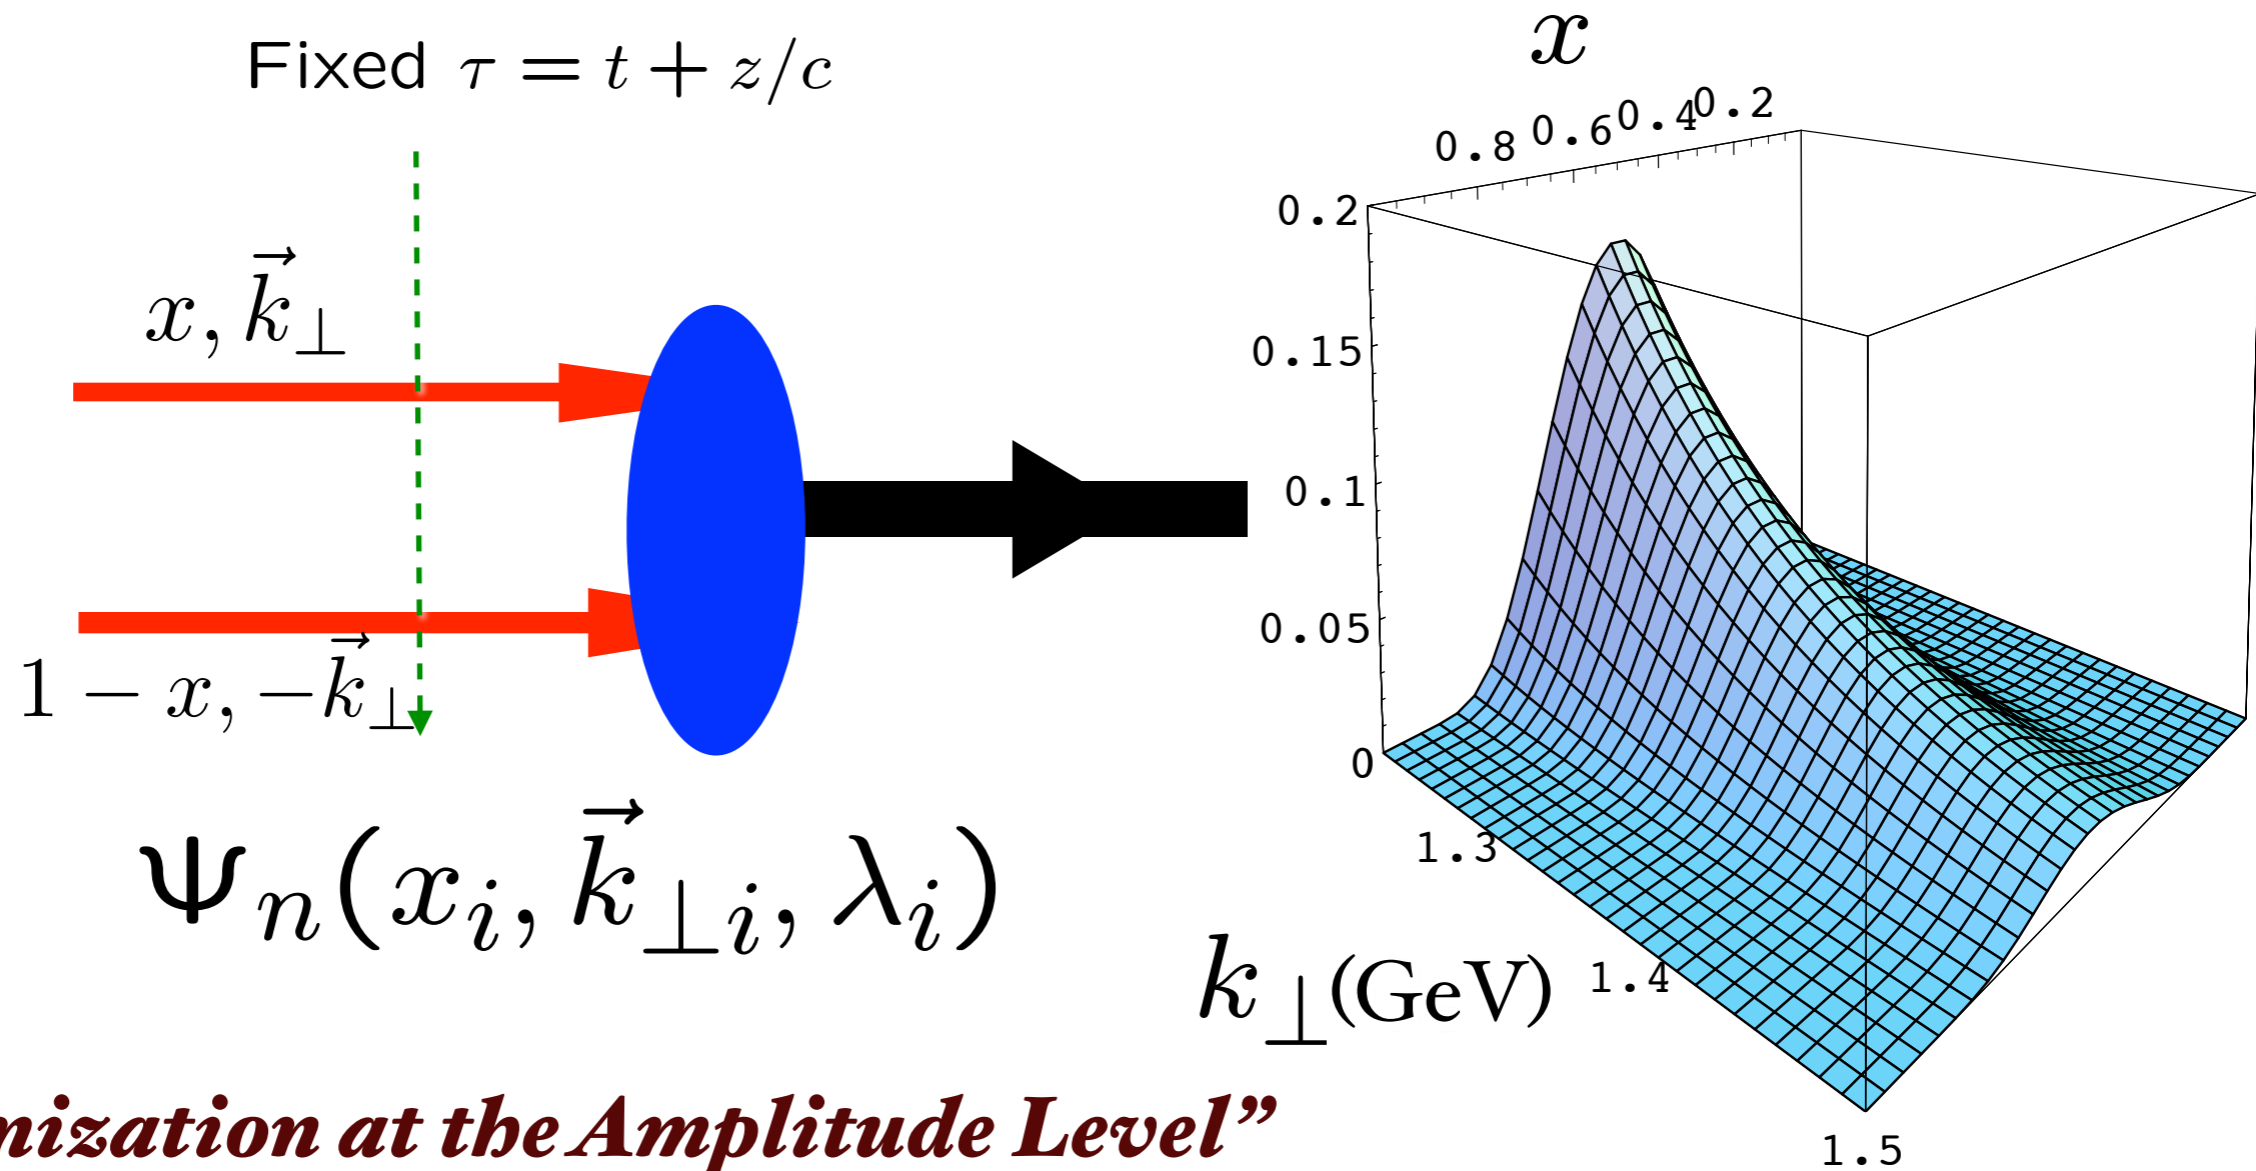 Fixed τ = t + z/c
x, k⃗⊥
1 − x, −k⃗⊥
Ψn(xi, k⃗⊥i, λi)
x
0.8 0.6 0.4 0.2
0.2
0.15
0.1
0.05
0
1.3
1.4
1.5
k⊥(GeV)
at the Amplitude Level”